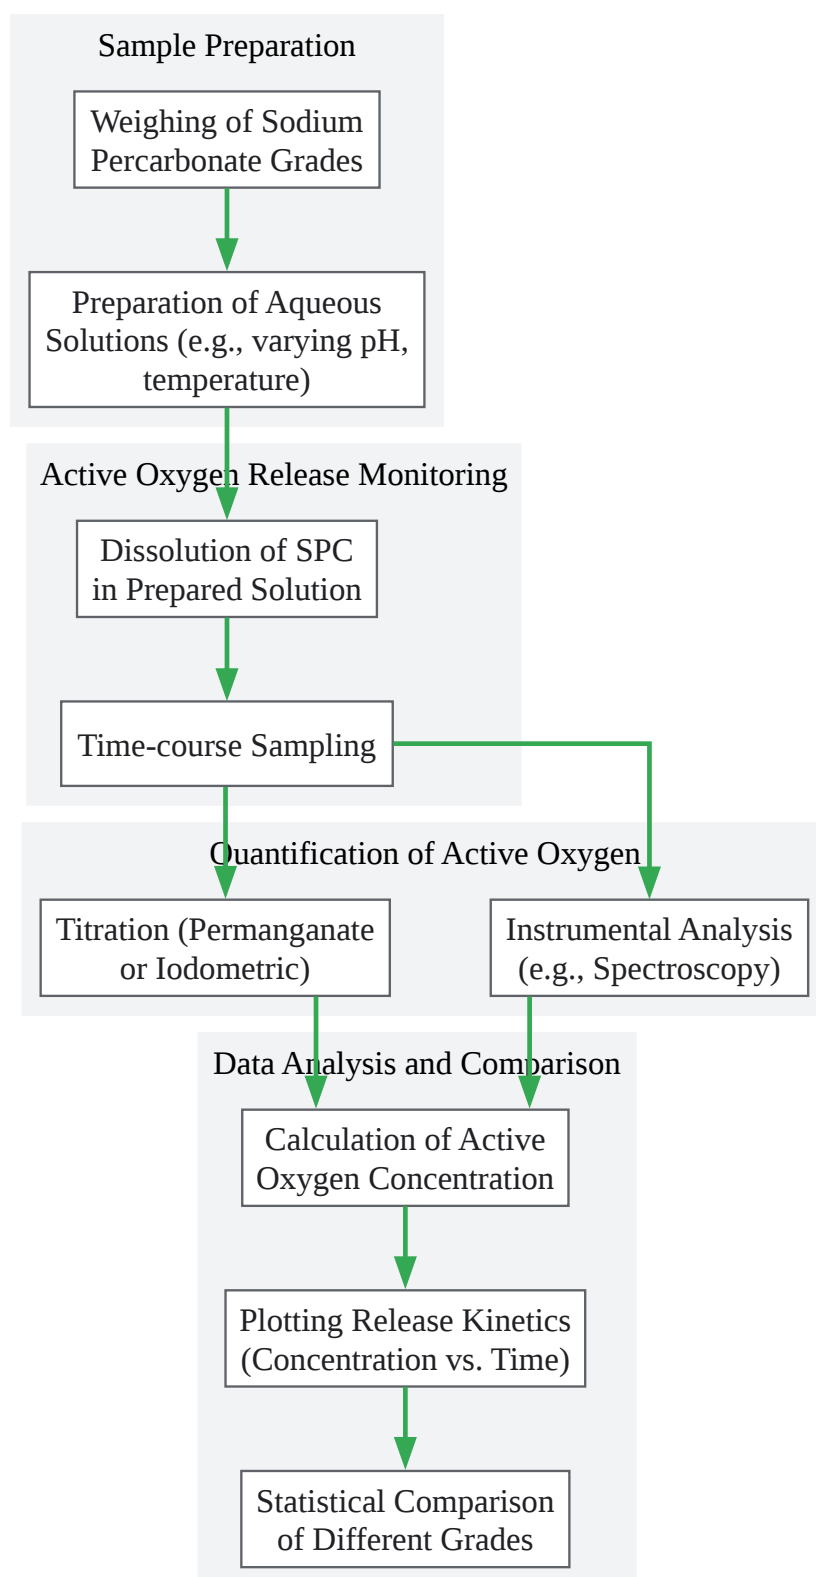 Sample Preparation
Weighing of Sodium
Percarbonate Grades
Preparation of Aqueous
Solutions (e.g., varying pH,
temperature)
Active Oxygen Release Monitoring
Dissolution of SPC
in Prepared Solution
Time-course Sampling
Quantification of Active Oxygen
Titration (Permanganate
or Iodometric)
Instrumental Analysis
(e.g., Spectroscopy)
Data Analysis and Comparison
Calculation of Active
Oxygen Concentration
Plotting Release Kinetics
(Concentration vs. Time)
Statistical Comparison
of Different Grades